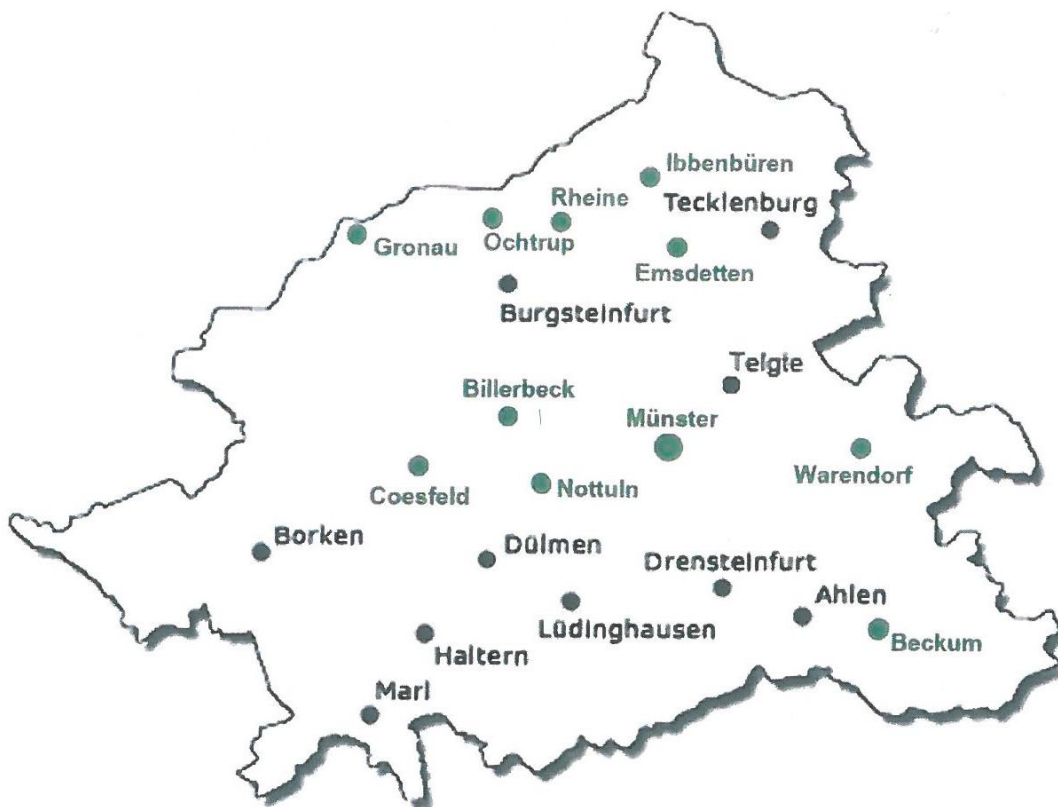 Ibbenbüren
Rheine
Tecklenburg
Gronau
Ochtrup
Emsdetten
Burgsteinfurt
Telgte
Billerbeck
Münster
Coesfeld
Nottuln
Warendorf
Borken
Dülmen
Drensteinfurt
Ahlen
Lüdinghausen
Haltern
Beckum
Marl